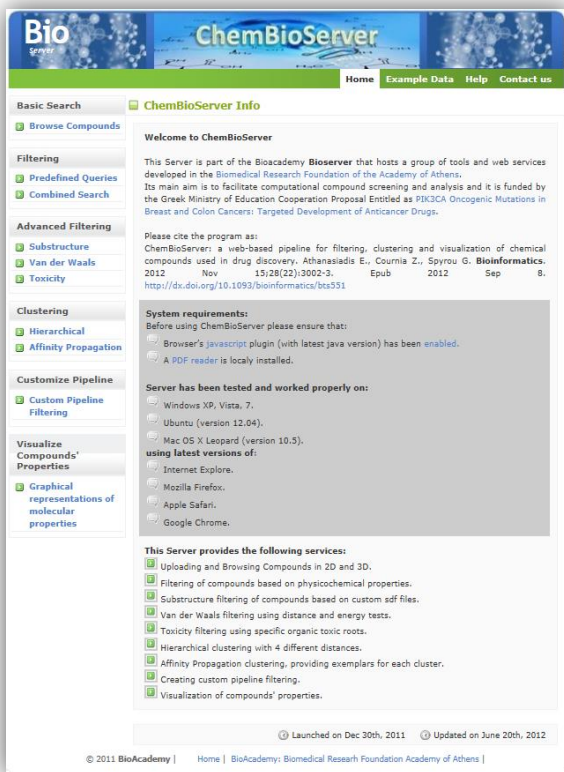 Bio
server
ChemBioServer
Home Example Data Help Contact us
Basic Search
Browse Compounds
Filtering
Predefined Queries
Combined Search
Advanced Filtering
Substructure
Van der Waals
Toxicity
Clustering
Hierarchical
Affinity Propagation
Customize Pipeline
Custom Pipeline
Filtering
Visualize
Compounds'
Properties
Graphical
representations of
molecular
properties
ChemBioServer Info
Welcome to ChemBioServer
This Server is part of the Bioacademy Bioserver that hosts a group of tools and web services
developed in the Biomedical Research Foundation of the Academy of Athens.
Its main aim is to facilitate computational compound screening and analysis and it is funded by
the Greek Ministry of Education Cooperation Proposal Entitled as PIK3CA Oncogenic Mutations in
Breast and Colon Cancers: Targeted Development of Anticancer Drugs.
Please cite the program as:
ChemBioServer: a web-based pipeline for filtering, clustering and visualization of chemical
compounds used in drug discovery. Athanasiadis E., Cournia Z., Spyrou G. Bioinformatics.
2012 Nov 15;28(22):3002-3. Epub 2012 Sep 8.
http://dx.doi.org/10.1093/bioinformatics/bts551
System requirements:
Before using ChemBioServer please ensure that:
Browser's javascript plugin (with latest java version) has been enabled.
A PDF reader is localy installed.
Server has been tested and worked properly on:
Windows XP, Vista, 7.
Ubuntu (version 12.04).
Mac OS X Leopard (version 10.5).
using latest versions of:
Internet Explore.
Mozilla Firefox.
Apple Safari.
Google Chrome.
This Server provides the following services:
Uploading and Browsing Compounds in 2D and 3D.
Filtering of compounds based on physicochemical properties.
Substructure filtering of compounds based on custom sdf files.
Van der Waals filtering using distance and energy tests.
Toxicity filtering using specific organic toxic roots.
Hierarchical clustering with 4 different distances.
Affinity Propagation clustering, providing exemplars for each cluster.
Creating custom pipeline filtering.
Visualization of compounds' properties.
Launched on Dec 30th, 2011 Updated on June 20th, 2012
© 2011 BioAcademy | Home | BioAcademy: Biomedical Researh Foundation Academy of Athens |